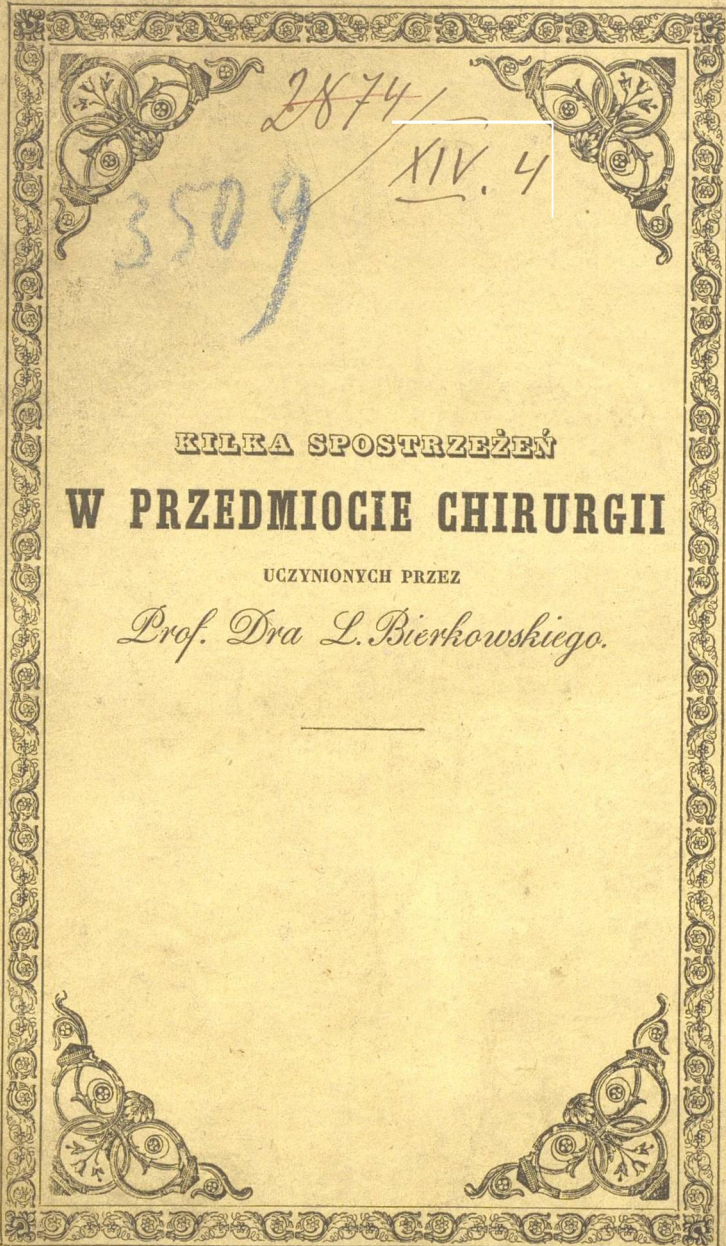 2874
XIV. 4
3509
KILKA SPOSTRZEŻEŃ
W PRZEDMIOCIE CHIRURGII
UCZYNIONYCH PRZEZ
Prof. Dra L. Bierkowskiego.